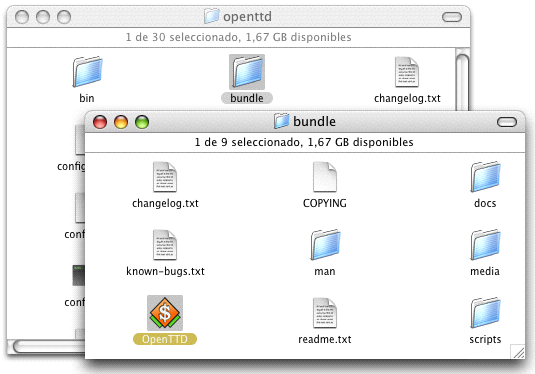 openttd
1 de 30 seleccionado, 1,67 GB disponibles
bin
bundle
changelog.txt
config
conf
conf
bundle
1 de 9 seleccionado, 1,67 GB disponibles
changelog.txt
COPYING
docs
known-bugs.txt
man
media
OpenTTD
readme.txt
scripts